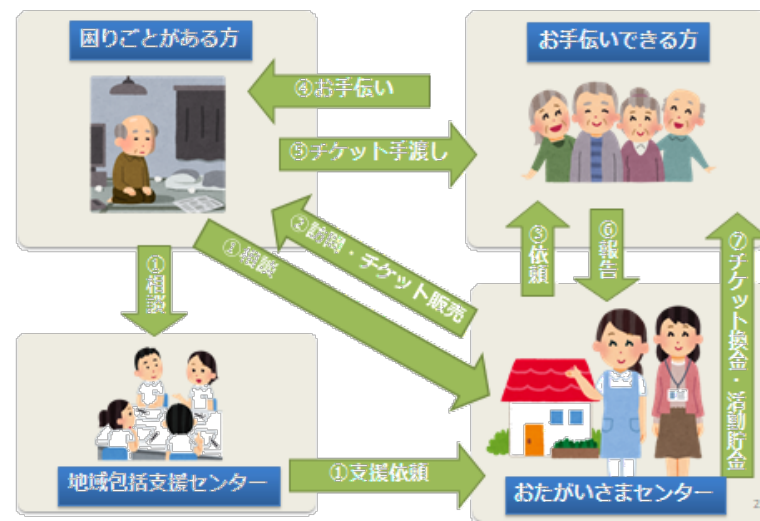 困りごとがある方
お手伝いできる方
④お手伝い
⑤チケット手渡し
①相談
①相談
②訪問・チケット販売
③依頼
⑥報告
⑦チケット換金・活動貯金
地域包括支援センター
①支援依頼
おたがいさまセンター
2